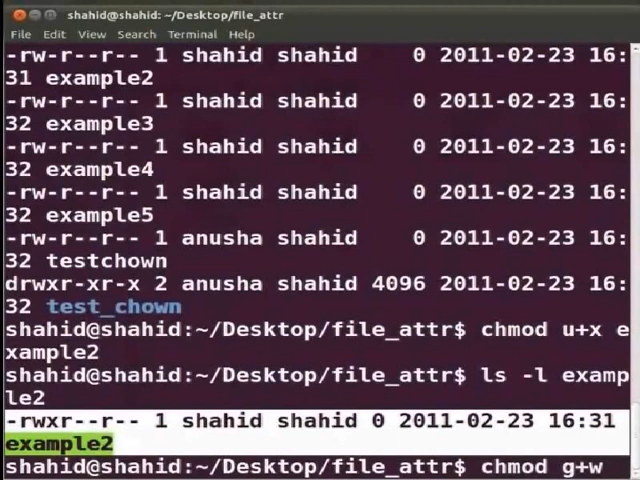 shahid@shahid: ~/Desktop/file_attr
File Edit View Search Terminal Help
-rw-r--r-- 1 shahid shahid 0 2011-02-23 16:
31 example2
-rw-r--r-- 1 shahid shahid 0 2011-02-23 16:
32 example3
-rw-r--r-- 1 shahid shahid 0 2011-02-23 16:
32 example4
-rw-r--r-- 1 shahid shahid 0 2011-02-23 16:
32 example5
-rw-r--r-- 1 anusha shahid 0 2011-02-23 16:
32 testchown
drwxr-xr-x 2 anusha shahid 4096 2011-02-23 16:
32 test_chown
shahid@shahid:~/Desktop/file_attr$ chmod u+x e
xample2
shahid@shahid:~/Desktop/file_attr$ ls -l examp
le2
-rwxr--r-- 1 shahid shahid 0 2011-02-23 16:31
example2
shahid@shahid:~/Desktop/file_attr$ chmod g+w